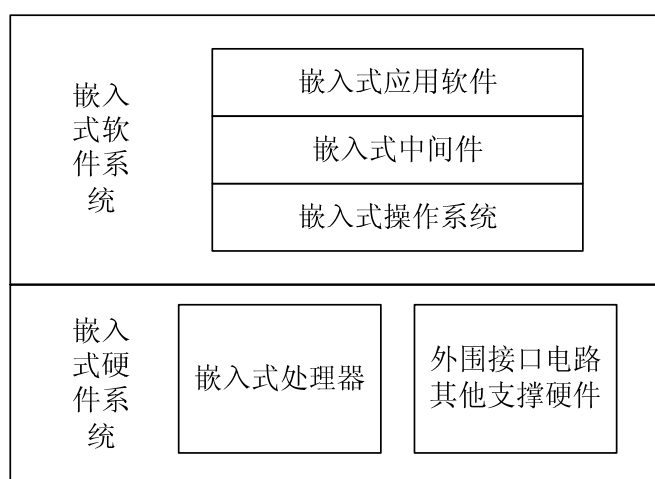 嵌入
式软
件系
统
嵌入式应用软件
嵌入式中间件
嵌入式操作系统
嵌入
式硬
件系
统
嵌入式处理器
外围接口电路
其他支撑硬件